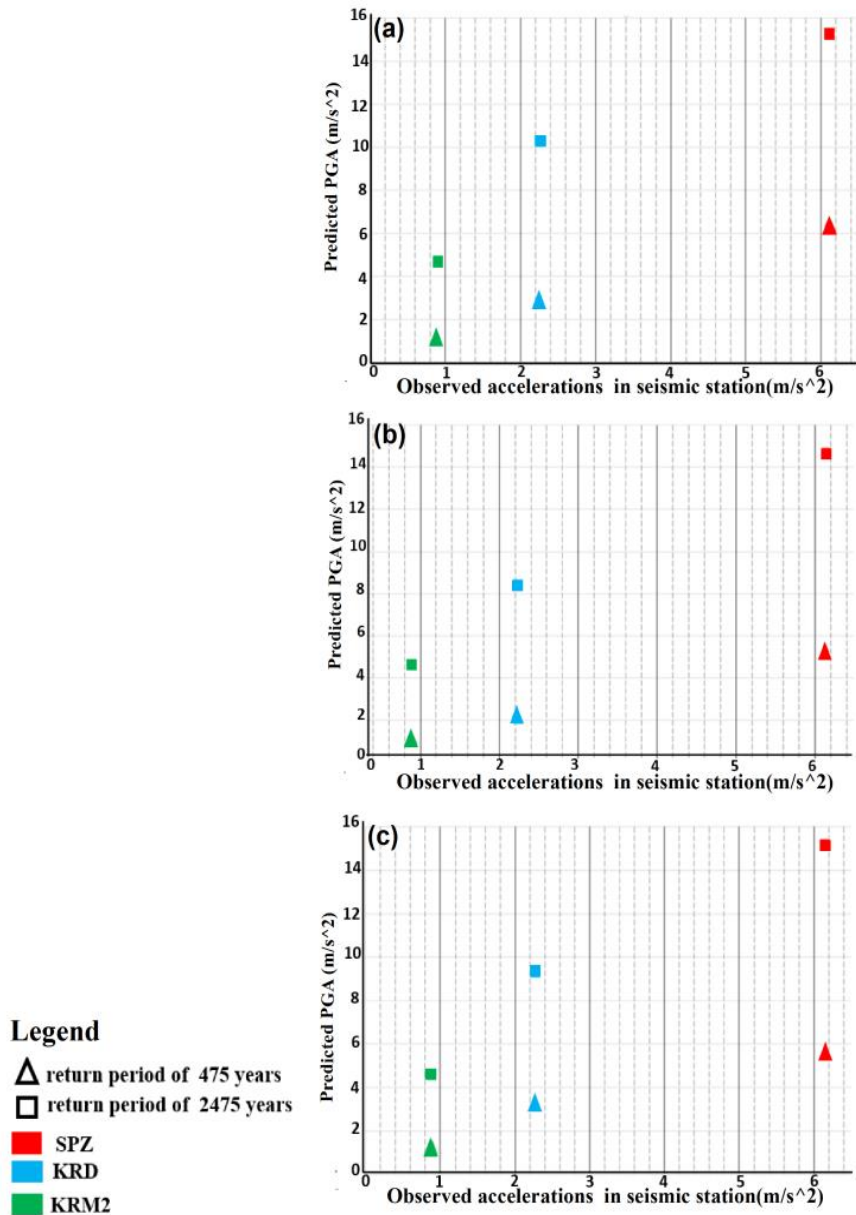 (a)
16
14
12
10
8
6
4
2
0
Predicted PGA (m/s^2)
0 1 2 3 4 5 6
Observed accelerations in seismic station(m/s^2)
(b)
16
14
10
8
6
4
2
0
Predicted PGA (m/s^2)
0 1 2 3 4 5 6
Observed accelerations in seismic station(m/s^2)
(c)
16
14
12
10
8
6
4
2
0
Predicted PGA (m/s^2)
0 1 2 3 4 5 6
Observed accelerations in seismic station(m/s^2)
Legend
return period of 475 years
return period of 2475 years
SPZ
KRD
KRM2